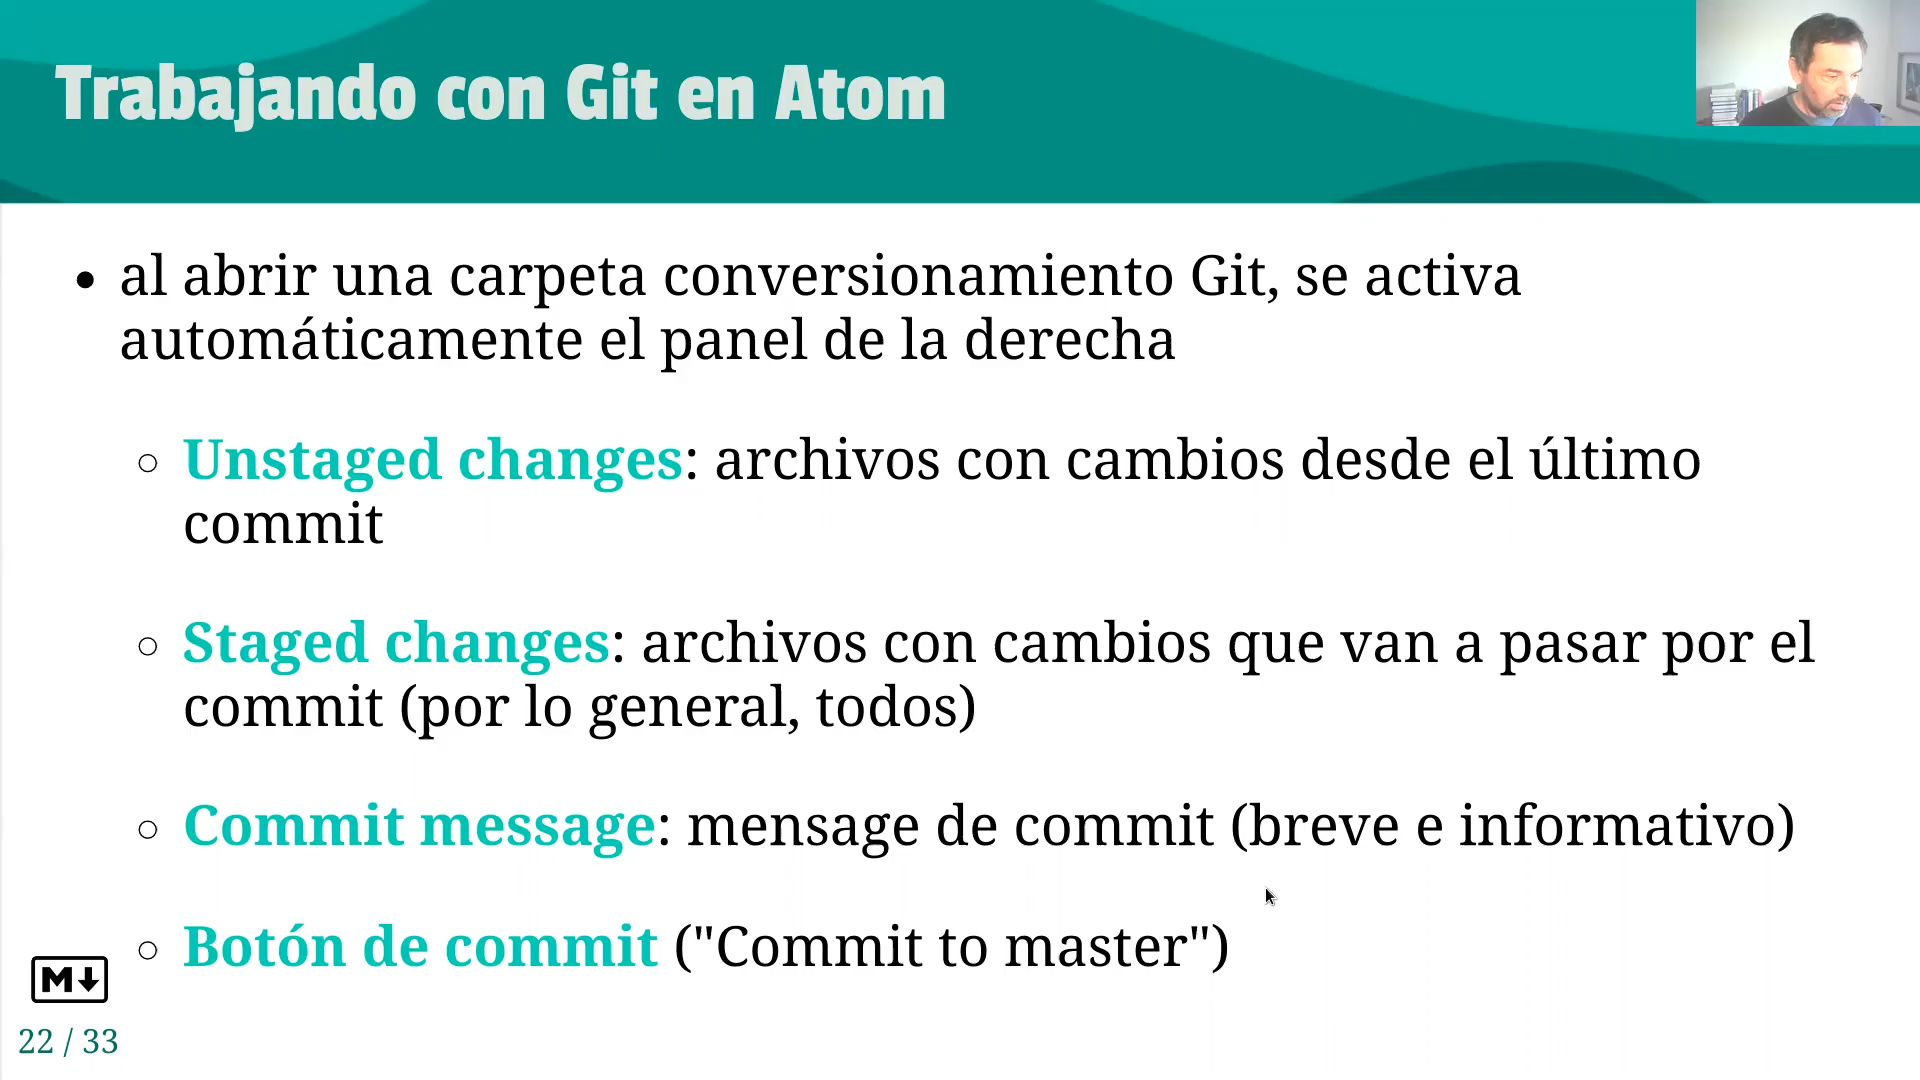 Trabajando con Git en Atom
• al abrir una carpeta conversionamiento Git, se activa
automáticamente el panel de la derecha
○ Unstaged changes: archivos con cambios desde el último
commit
○ Staged changes: archivos con cambios que van a pasar por el
commit (por lo general, todos)
○ Commit message: mensaje de commit (breve e informativo)
○ Botón de commit ("Commit to master")
M↓
22 / 33